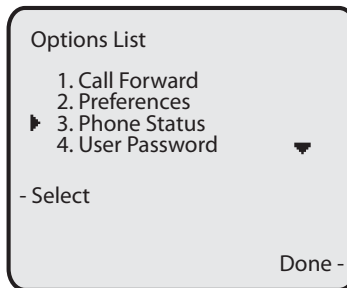 Options List
1. Call Forward
2. Preferences
3. Phone Status
4. User Password
- Select
Done -